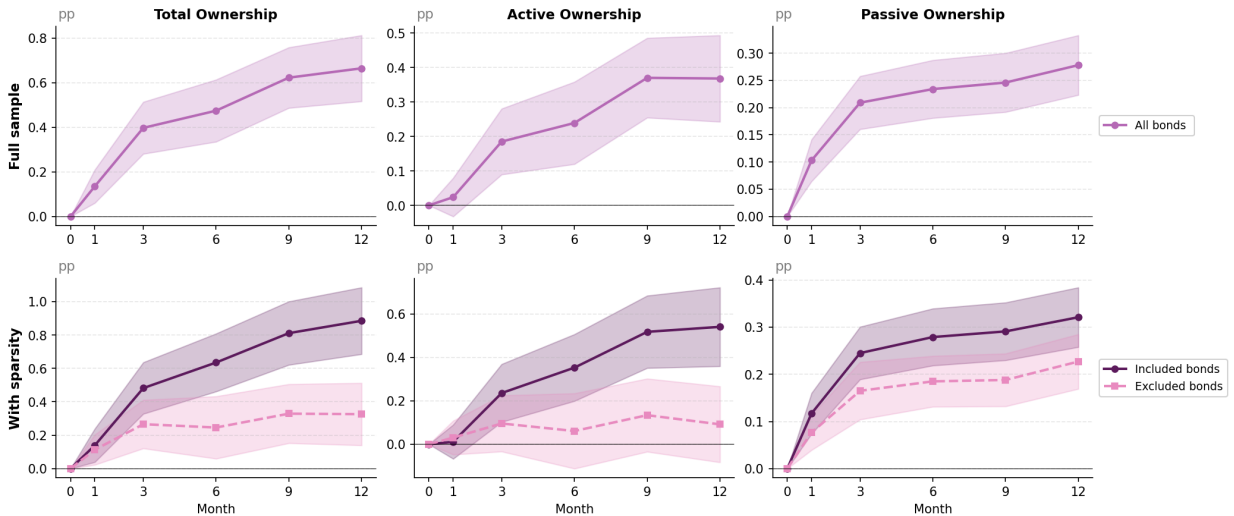 Total Ownership
Active Ownership
Passive Ownership
pp
pp
pp
Full sample
0.8
0.6
0.4
0.2
0.0
0 1 3 6 9 12
0.5
0.4
0.3
0.2
0.1
0.0
0 1 3 6 9 12
0.30
0.25
0.20
0.15
0.10
0.05
0.00
0 1 3 6 9 12
All bonds
pp
pp
pp
With sparsity
1.0
0.8
0.6
0.4
0.2
0.0
0 1 3 6 9 12
Month
0.6
0.4
0.2
0.0
0 1 3 6 9 12
Month
0.4
0.3
0.2
0.1
0.0
0 1 3 6 9 12
Month
Included bonds
Excluded bonds